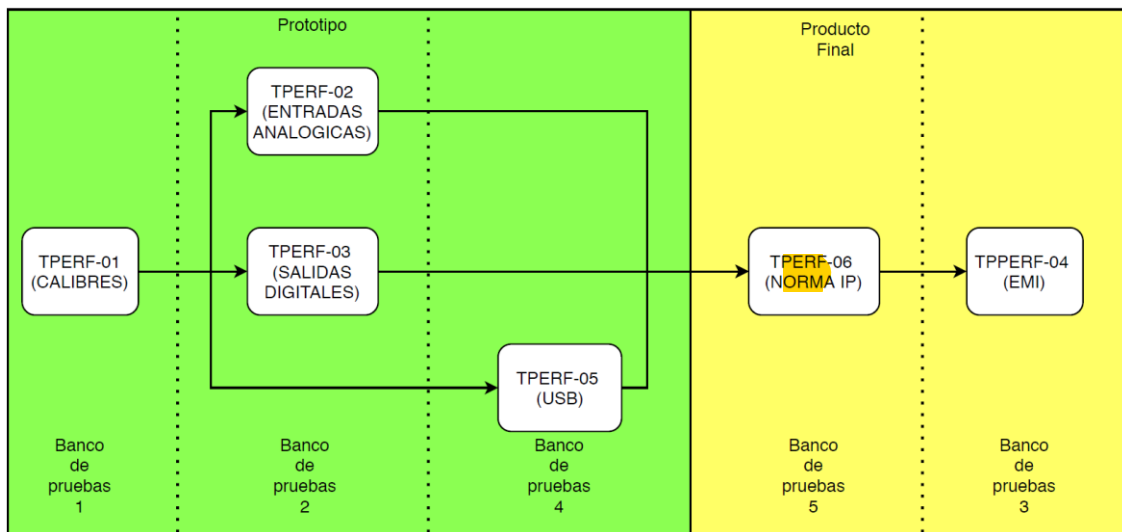 Prototipo
Producto
Final
TPERF-02
(ENTRADAS
ANALOGICAS)
TPERF-01
(CALIBRES)
TPERF-03
(SALIDAS
DIGITALES)
TPERF-06
(NORMA IP)
TPPERF-04
(EMI)
TPERF-05
(USB)
Banco
de
pruebas
1
Banco
de
pruebas
2
Banco
de
pruebas
4
Banco
de
pruebas
5
Banco
de
pruebas
3